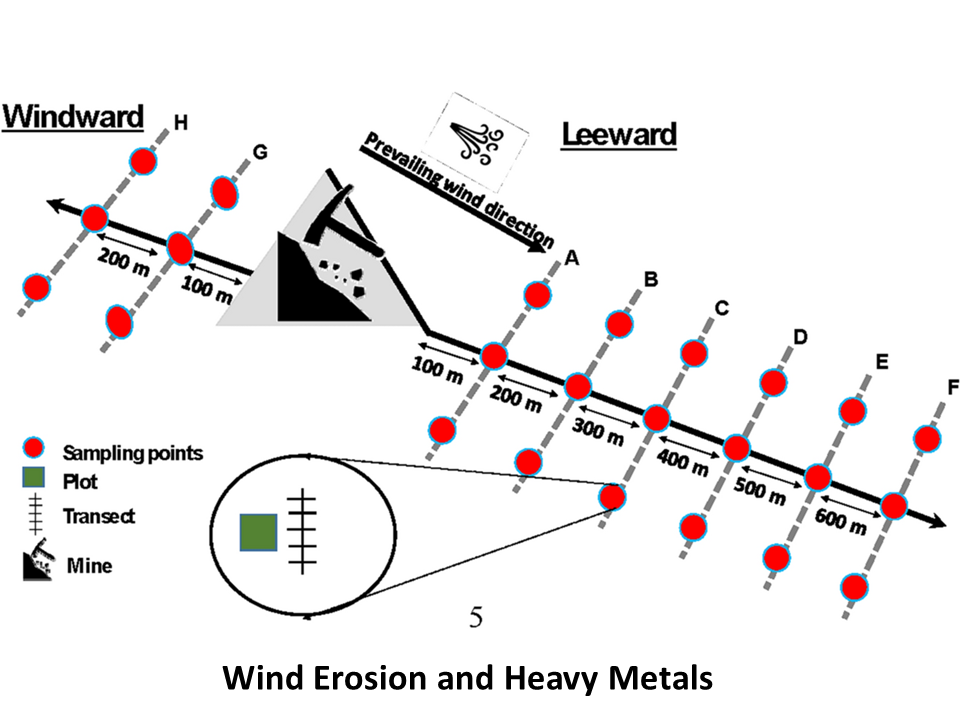 Windward
H
G
Prevailing wind direction
Leeward
200 m
100 m
A
B
C
D
E
F
100 m
200 m
300 m
400 m
500 m
600 m
Sampling points
Plot
Transect
Mine
5
Wind Erosion and Heavy Metals